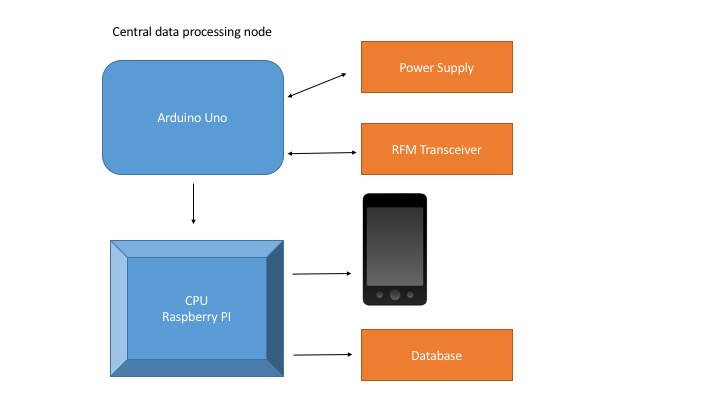 Central data processing node
Power Supply
Arduino Uno
RFM Transceiver
CPU
Raspberry PI
Database